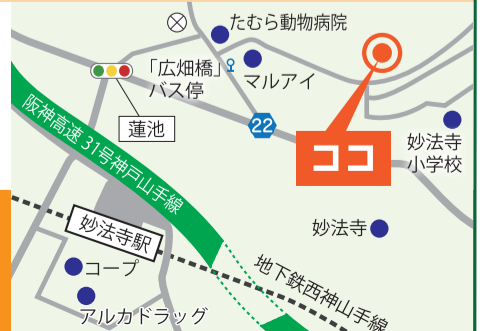 たむら動物病院
「広畑橋」
バス停
マルアイ
蓮池
22
ココ
妙法寺
小学校
阪神高速31号神戸山手線
妙法寺
妙法寺駅
コープ
地下鉄西神山手線
アルカドラッグ